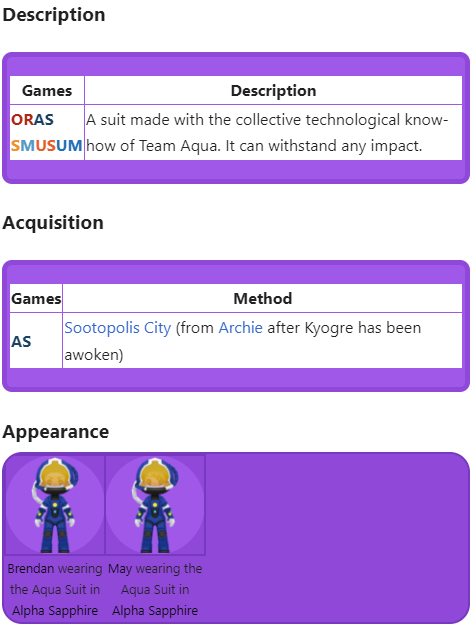 Description
Games Description
ORAS A suit made with the collective technological know-
SMUSUM how of Team Aqua. It can withstand any impact.
Acquisition
Games Method
AS Sootopolis City (from Archie after Kyogre has been
awoken)
Appearance
Brendan wearing May wearing the
the Aqua Suit in Aqua Suit in
Alpha Sapphire Alpha Sapphire